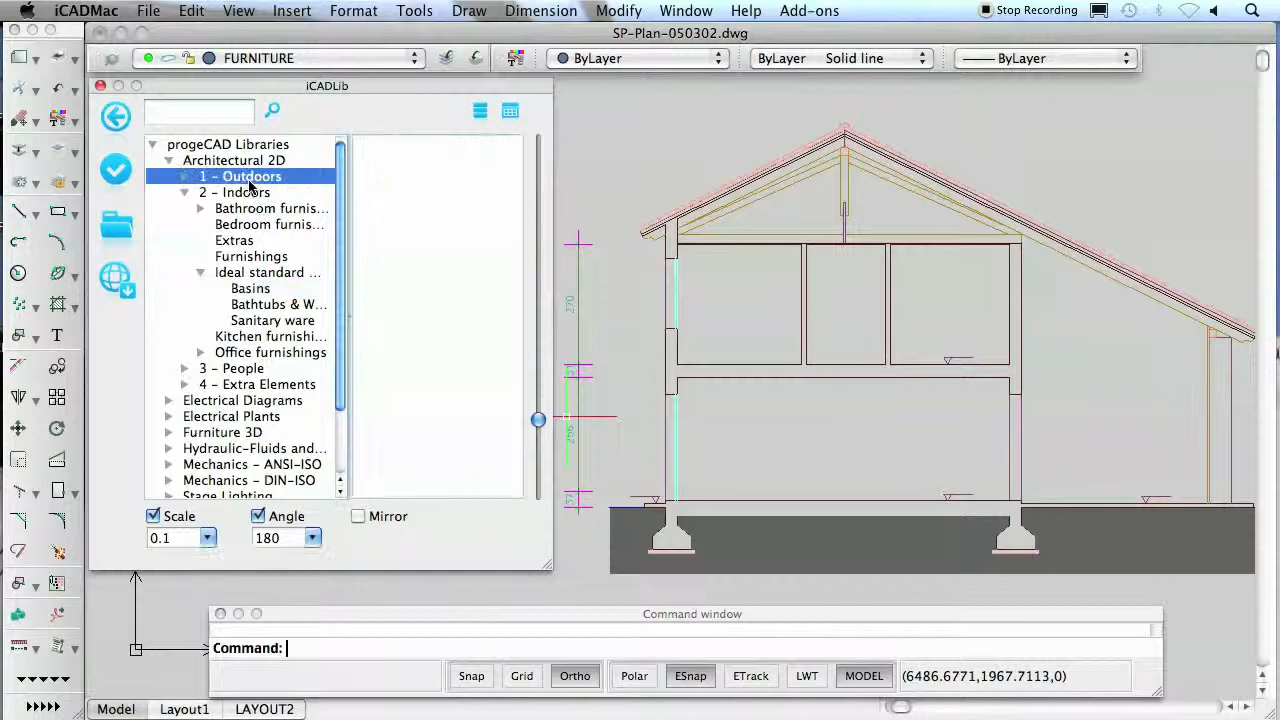 iCADMac File Edit View Insert Format Tools Draw Dimension Modify Window Help Add-ons Stop Recording
SP-Plan-050302.dwg
FURNITURE ByLayer ByLayer Solid line ByLayer
iCADLib
progeCAD Libraries
Architectural 2D
1 - Outdoors
2 - Indoors
Bathroom furnis...
Bedroom furnis...
Extras
Furnishings
Ideal standard ...
Basins
Bathtubs & W...
Sanitary ware
Kitchen furnishi...
Office furnishings
3 - People
4 - Extra Elements
Electrical Diagrams
Electrical Plants
Furniture 3D
Hydraulic-Fluids and...
Mechanics - ANSI-ISO
Mechanics - DIN-ISO
Stage Lighting
Scale Angle Mirror
0.1 180
270
256
37
T
Command window
Command:
Snap Grid Ortho Polar ESnap ETrack LWT MODEL (6486.6771,1967.7113,0)
Model Layout1 LAYOUT2